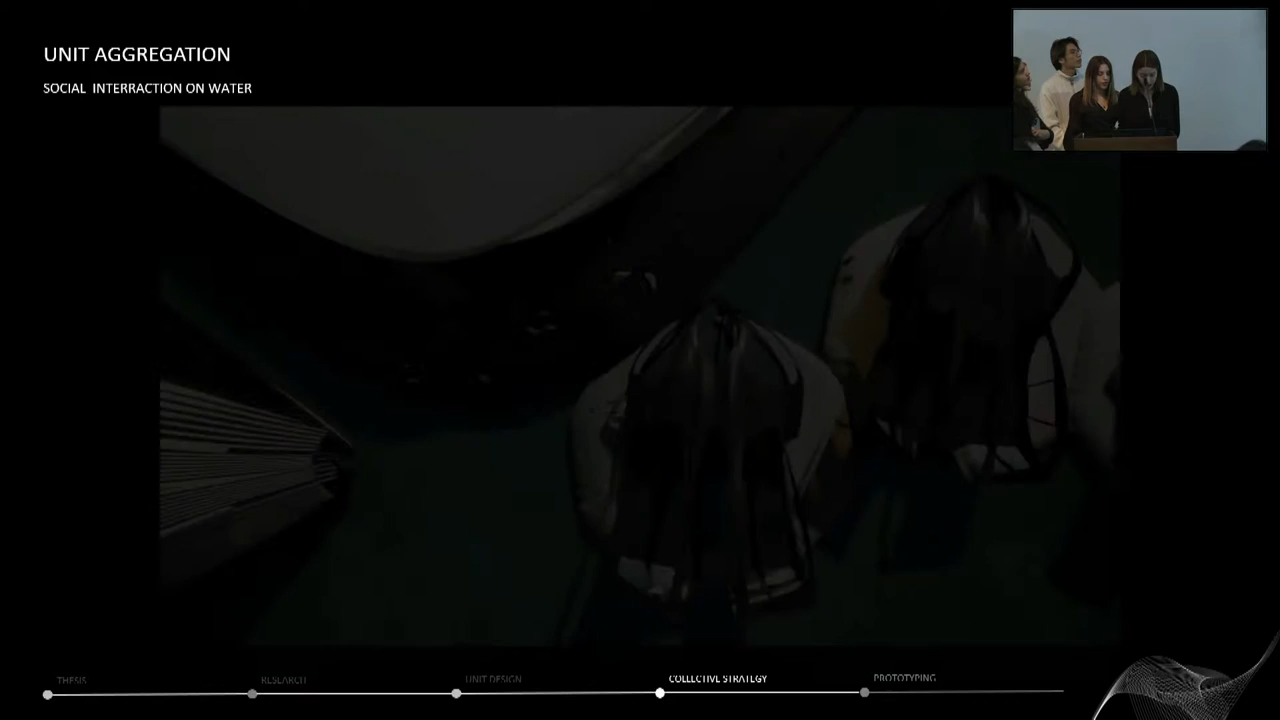 UNIT AGGREGATION
SOCIAL INTERRACTION ON WATER
THESIS
RESEARCH
UNIT DESIGN
COLLECTIVE STRATEGY
PROTOTYPING